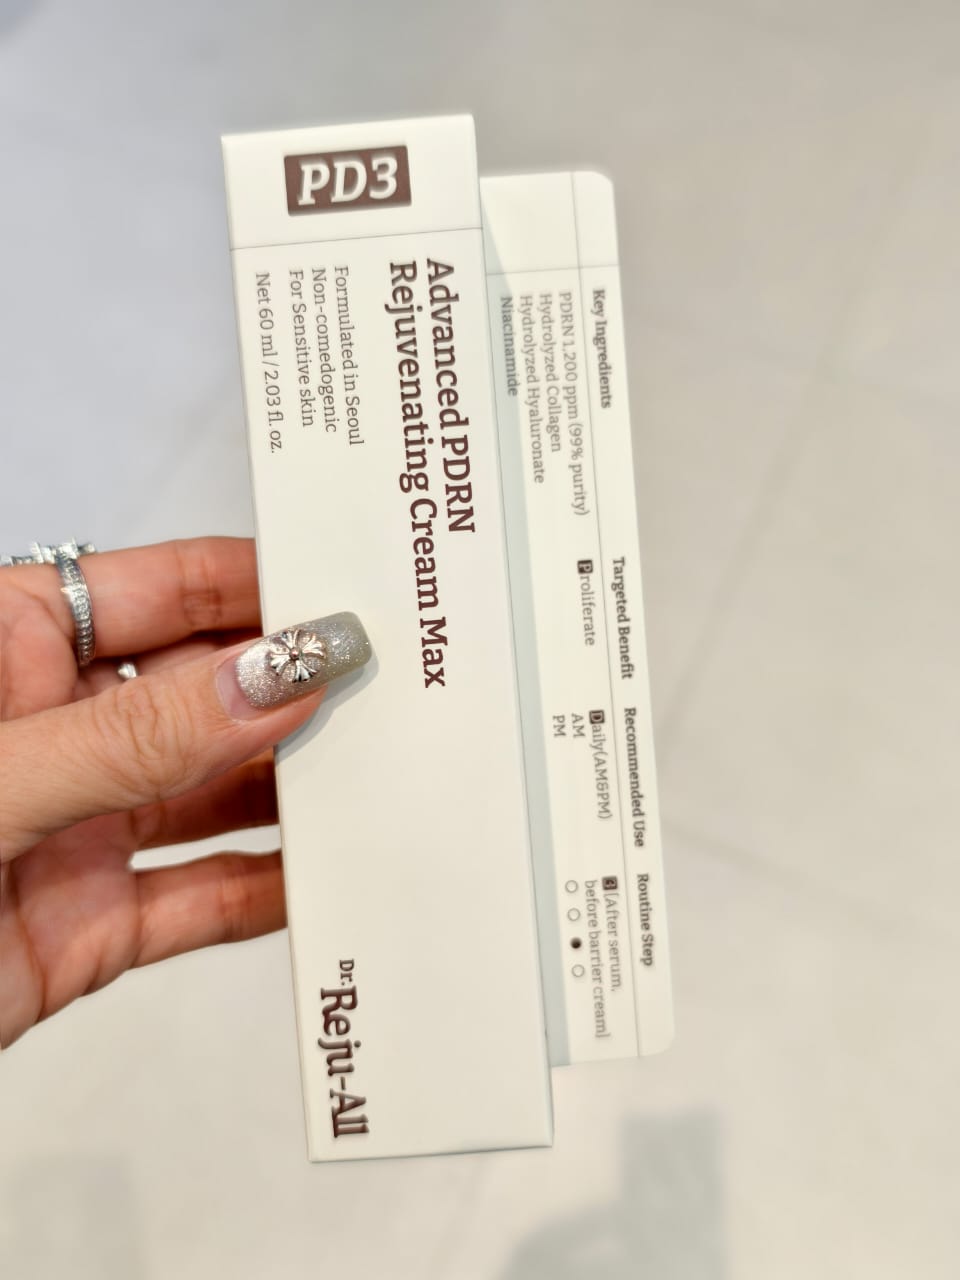 PD3
Advanced PDRN
Rejuvenating Cream Max
Formulated in Seoul
Non-comedogenic
For Sensitive skin
Net 60 ml / 2.03 fl. oz.
Dr.Reju-All
Key Ingredients
PDRN 1,200 ppm (99% purity)
Hydrolyzed Collagen
Hydrolyzed Hyaluronate
Niacinamide
Targeted Benefit
Proliferate
Recommended Use
Daily(AM&PM)
AM
PM
Routine Step
3 [After serum,
before barrier cream]